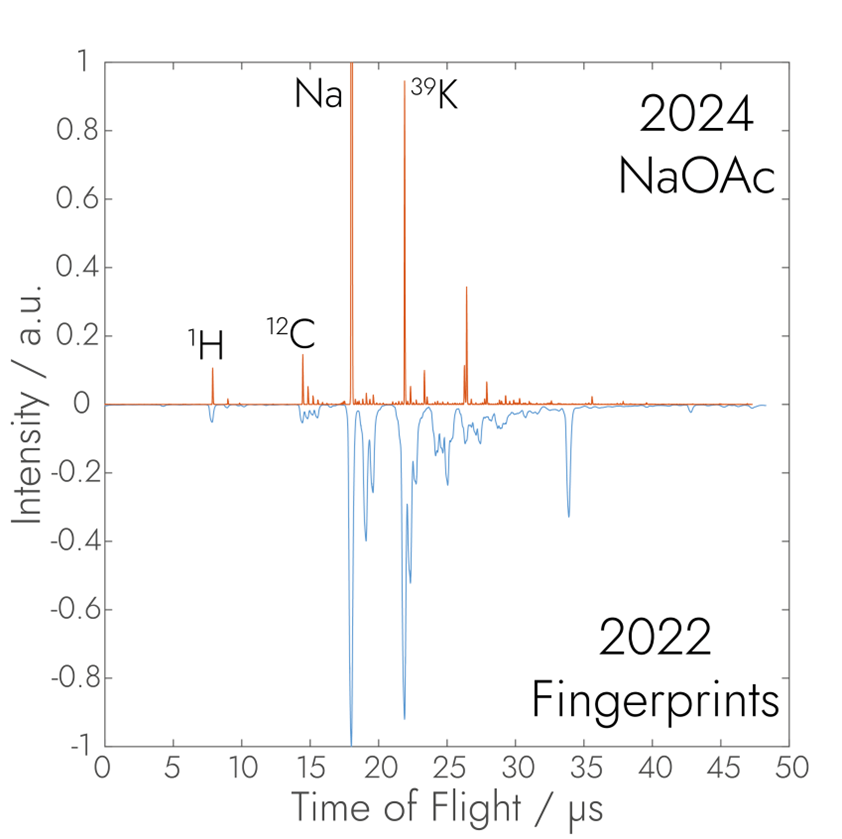 1
0.8
0.6
0.4
0.2
0
-0.2
-0.4
-0.6
-0.8
-1
Intensity / a.u.
Na
³⁹K
2024
NaOAc
¹H
¹²C
2022
Fingerprints
0 5 10 15 20 25 30 35 40 45 50
Time of Flight / µs